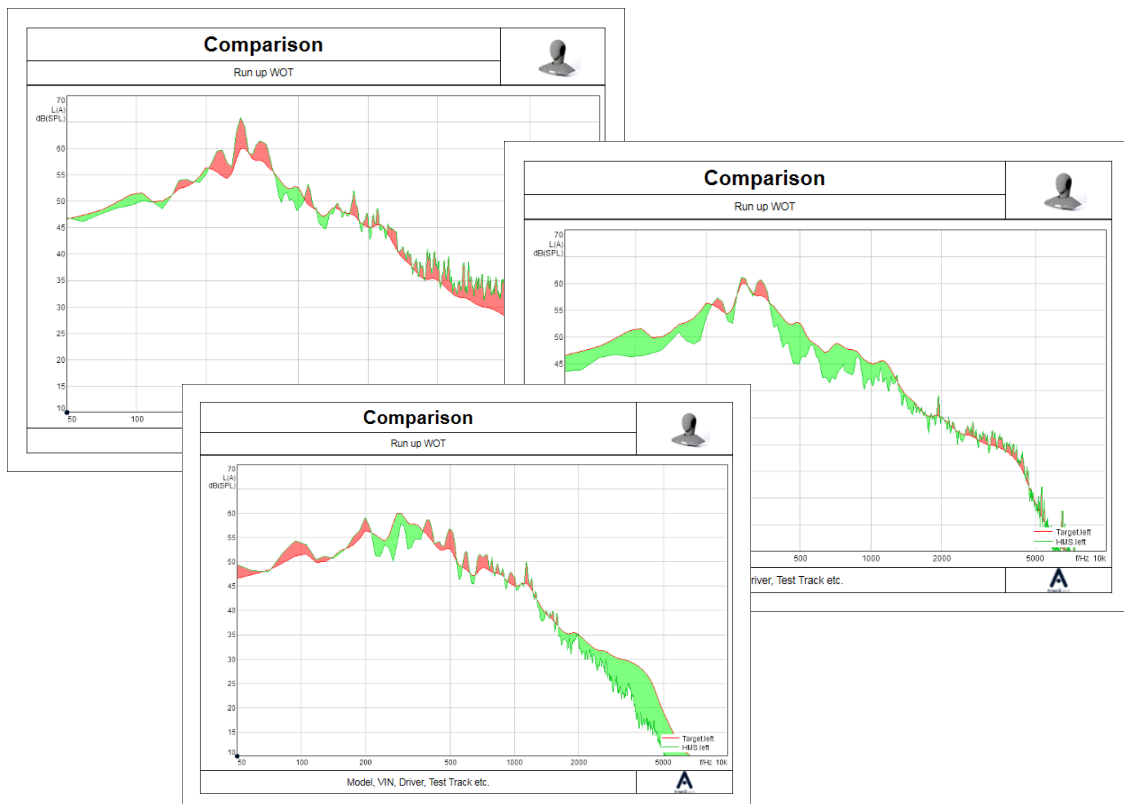 Comparison
Run up WOT
70
L(A)
dB(SPL)
60
55
50
45
40
35
30
25
20
15
10
50
100
Comparison
Run up WOT
70
L(A)
dB(SPL)
60
55
50
45
500
1000
2000
5000
f/Hz 10k
Target.left
HMS.left
river, Test Track etc.
Comparison
Run up WOT
70
L(A)
dB(SPL)
60
55
50
45
40
35
30
25
20
15
10
50
100
200
500
1000
2000
5000
f/Hz 10k
Target.left
HMS.left
Model, VIN, Driver, Test Track etc.